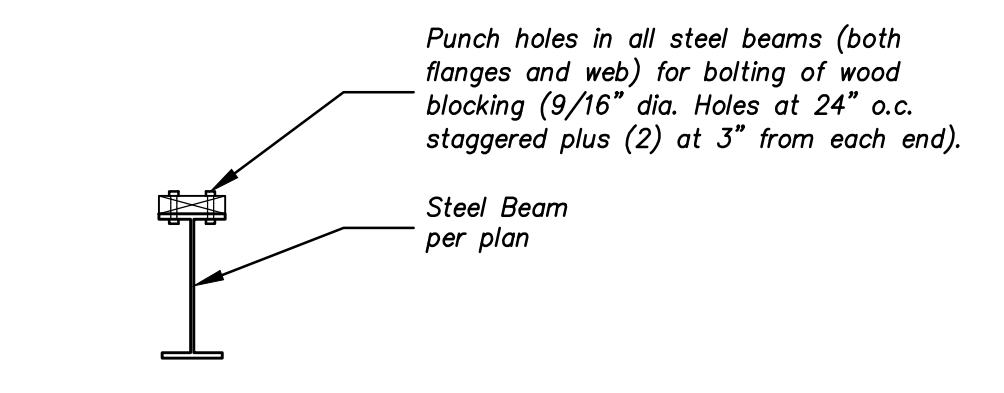 Punch holes in all steel beams (both
flanges and web) for bolting of wood
blocking (9/16” dia. Holes at 24” o.c.
staggered plus (2) at 3” from each end).
Steel Beam
per plan